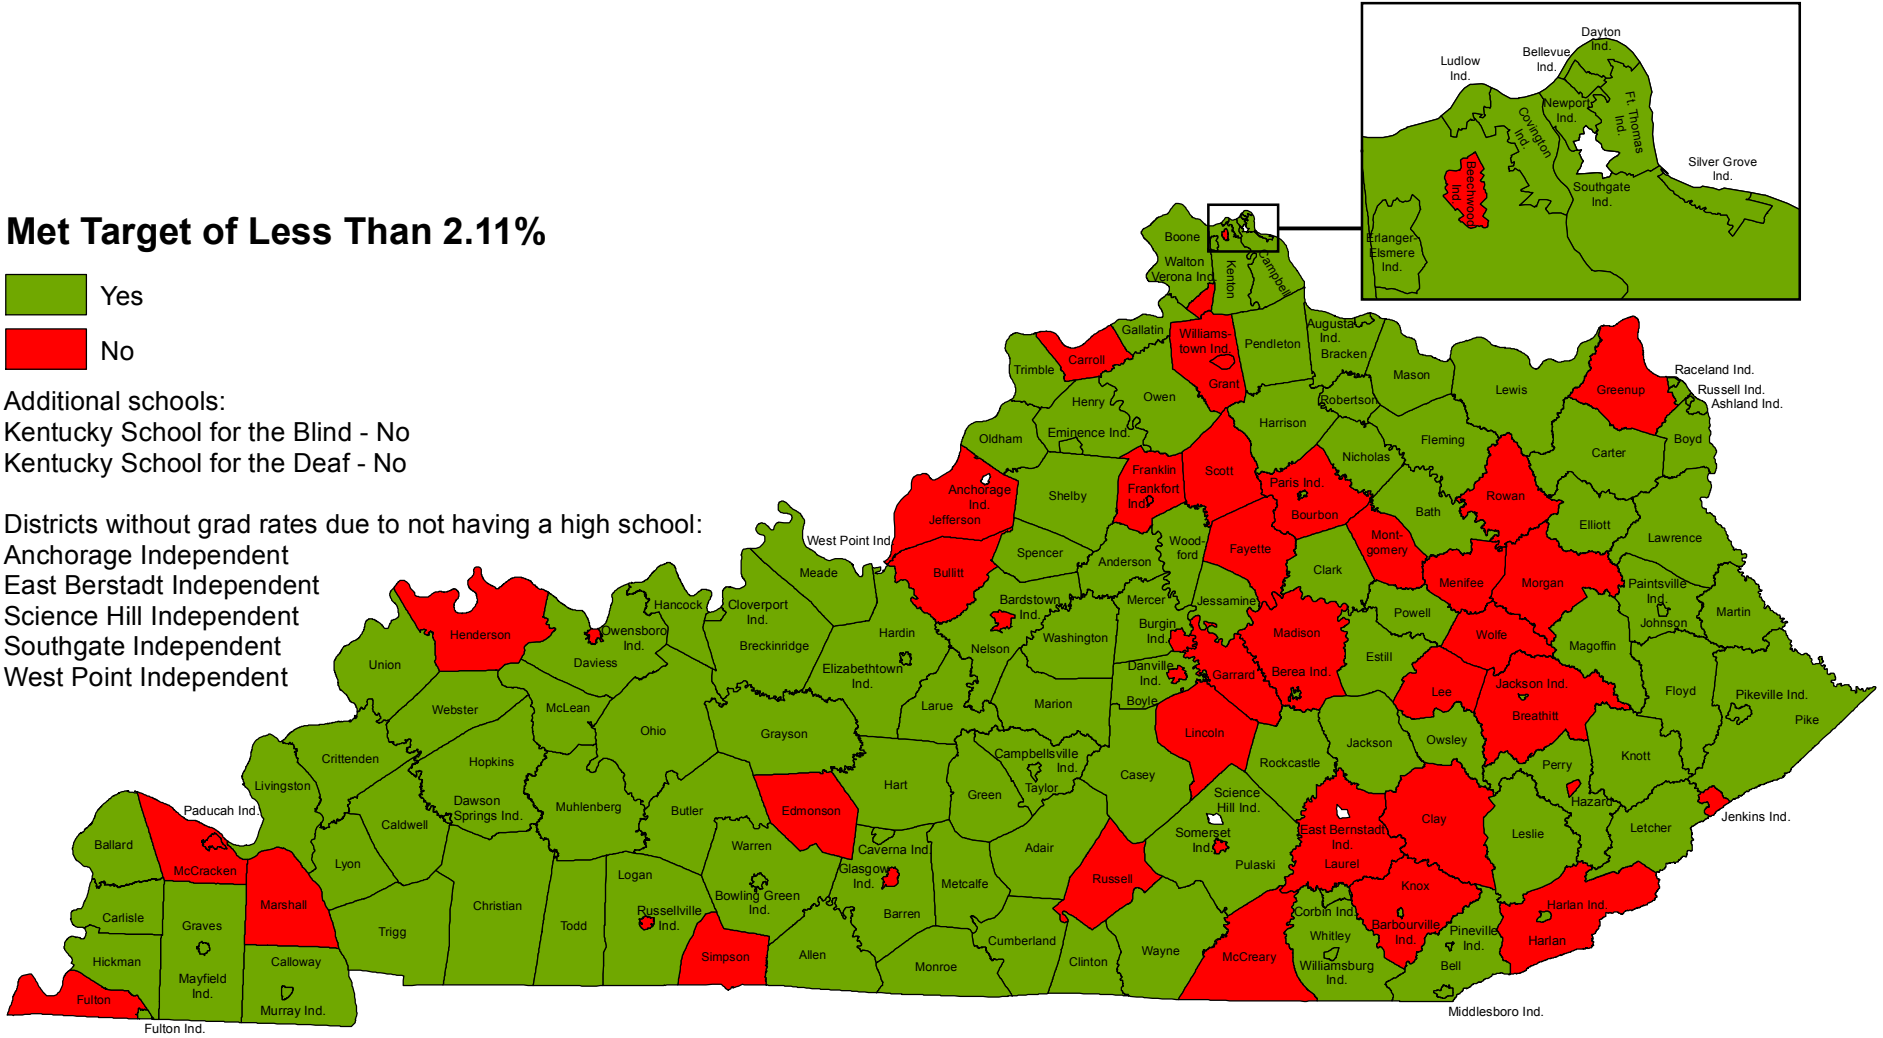 Met Target of Less Than 2.11%
Yes
No
Additional schools:
Kentucky School for the Blind - No
Kentucky School for the Deaf - No
Districts without grad rates due to not having a high school:
Anchorage Independent
East Berstadt Independent
Science Hill Independent
Southgate Independent
West Point Independent
Dayton
Ind.
Bellevue
Ind.
Ludlow
Ind.
Newport
Ind.
Ft. Thomas
Ind.
Covington
Ind.
Silver Grove
Ind.
Southgate
Ind.
Beechwood
Ind.
Erlanger-
Elsmere
Ind.
Boone
Walton
Verona Ind.
Kenton
Campbell
Gallatin
Carroll
Trimble
Williams-
town Ind.
Grant
Pendleton
Augusta
Ind.
Bracken
Mason
Robertson
Lewis
Greenup
Raceland Ind.
Russell Ind.
Ashland Ind.
Boyd
Carter
Henry
Owen
Eminence Ind.
Oldham
Harrison
Nicholas
Fleming
Rowan
Elliott
Lawrence
Anchorage
Ind.
Jefferson
Shelby
Franklin
Frankfort
Ind.
Scott
Paris Ind.
Bourbon
Bath
Mont-
gomery
Menifee
Morgan
Paintsville
Ind.
Johnson
Martin
West Point Ind.
Bullitt
Spencer
Anderson
Wood-
ford
Fayette
Clark
Powell
Wolfe
Magoffin
Meade
Hancock
Cloverport
Ind.
Breckinridge
Hardin
Elizabethtown
Ind.
Bardstown
Ind.
Nelson
Washington
Mercer
Burgin
Ind.
Jessamine
Madison
Berea Ind.
Estill
Lee
Jackson Ind.
Breathitt
Floyd
Pikeville Ind.
Pike
Henderson
Union
Owensboro
Ind.
Daviess
Webster
McLean
Ohio
Grayson
Larue
Marion
Danville
Ind.
Boyle
Garrard
Lincoln
Rockcastle
Jackson
Owsley
Perry
Knott
Crittenden
Livingston
Hopkins
Dawson
Springs Ind.
Caldwell
Muhlenberg
Butler
Edmonson
Hart
Green
Campbellsville
Ind.
Taylor
Casey
Adair
Science
Hill Ind.
Somerset
Ind.
Pulaski
East Bernstadt
Ind.
Laurel
Clay
Leslie
Hazard
Letcher
Jenkins Ind.
Paducah Ind.
Ballard
McCracken
Lyon
Marshall
Carlisle
Graves
Hickman
Mayfield
Ind.
Calloway
Murray Ind.
Fulton
Fulton Ind.
Trigg
Christian
Todd
Logan
Russellville
Ind.
Warren
Bowling Green
Ind.
Simpson
Allen
Caverna Ind.
Glasgow
Ind.
Barren
Metcalfe
Monroe
Cumberland
Clinton
Russell
Wayne
McCreary
Corbin Ind.
Whitley
Williamsburg
Ind.
Knox
Barbourville
Ind.
Pineville
Ind.
Bell
Middlesboro Ind.
Harlan Ind.
Harlan